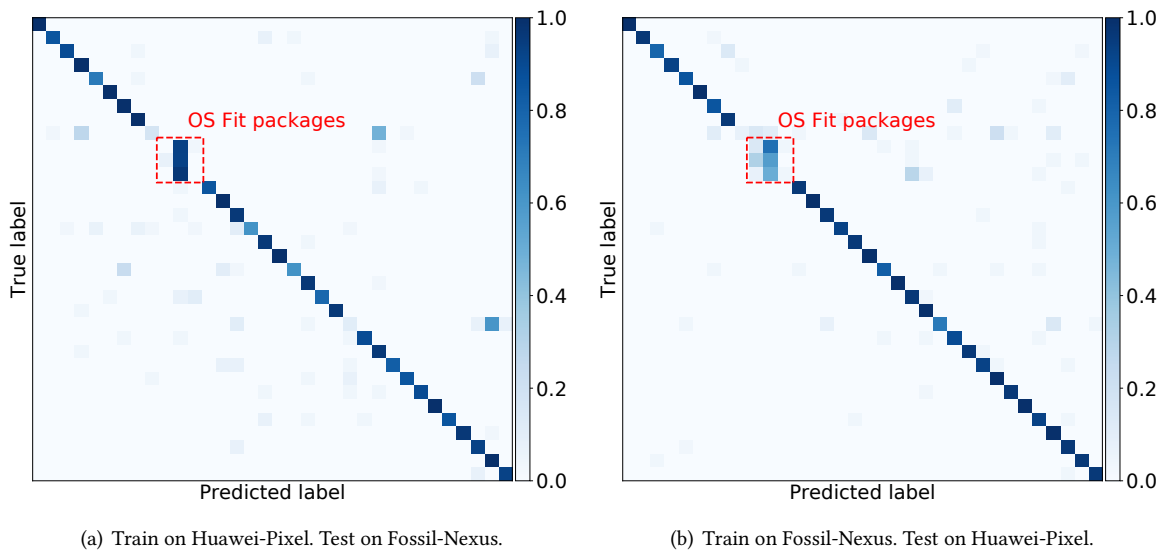 1.0
0.8
0.6
0.4
0.2
0.0
OS Fit packages
True label
Predicted label
(a) Train on Huawei-Pixel. Test on Fossil-Nexus.
1.0
0.8
0.6
0.4
0.2
0.0
OS Fit packages
True label
Predicted label
(b) Train on Fossil-Nexus. Test on Huawei-Pixel.